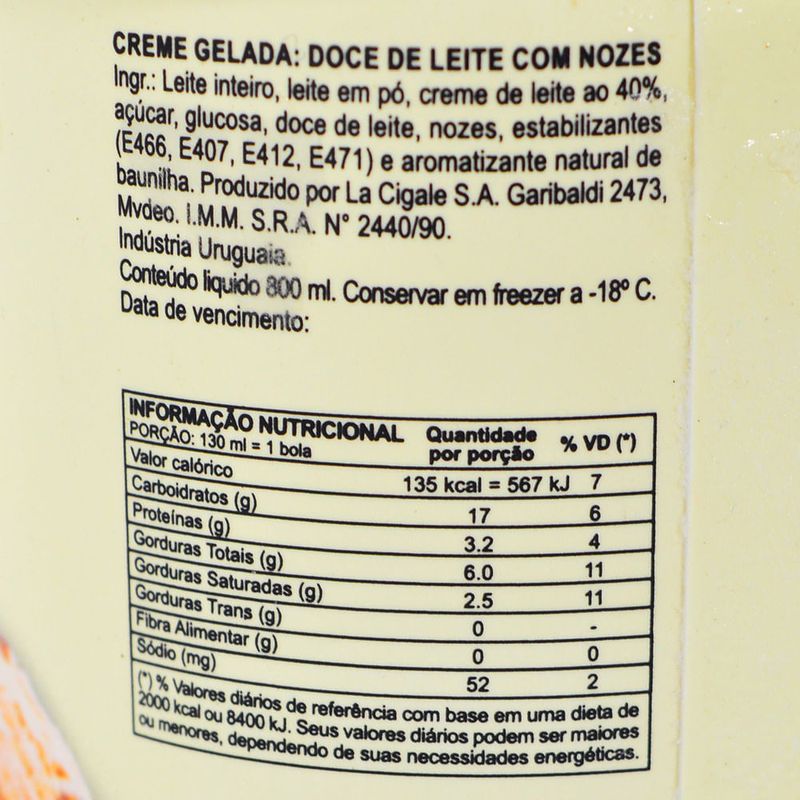 CREME GELADA: DOCE DE LEITE COM NOZES
Ingr.: Leite inteiro, leite em pó, creme de leite ao 40%,
açúcar, glucosa, doce de leite, nozes, estabilizantes
(E466, E407, E412, E471) e aromatizante natural de
baunilha. Produzido por La Cigale S.A. Garibaldi 2473,
Mvdeo. I.M.M. S.R.A. N° 2440/90.
Indústria Uruguaia.
Conteúdo liquido 800 ml. Conservar em freezer a -18º C.
Data de vencimento:
INFORMAÇÃO NUTRICIONAL Quantidade por porção % VD (*)
PORÇÃO: 130 ml = 1 bola
Valor calórico 135 kcal = 567 kJ 7
Carboidratos (g) 17 6
Proteínas (g) 3.2 4
Gorduras Totais (g) 6.0 11
Gorduras Saturadas (g) 2.5 11
Gorduras Trans (g) 0 -
Fibra Alimentar (g) 0 0
Sódio (mg) 52 2
(*) % Valores diários de referência com base em uma dieta de
2000 kcal ou 8400 kJ. Seus valores diários podem ser maiores
ou menores, dependendo de suas necessidades energéticas.